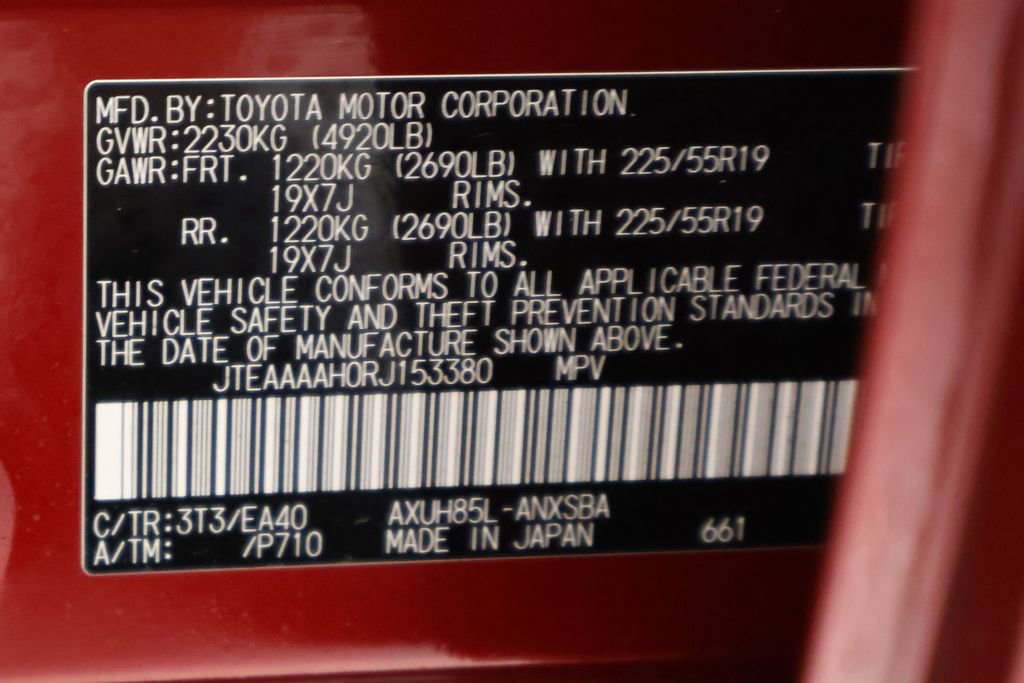 MFD.BY:TOYOTA MOTOR CORPORATION
GVWR:2230KG (4920LB)
GAWR:FRT. 1220KG (2690LB) WITH 225/55R19
19X7J RIMS.
RR. 1220KG (2690LB) WITH 225/55R19
19X7J RIMS.
THIS VEHICLE CONFORMS TO ALL APPLICABLE FEDERAL
VEHICLE SAFETY AND THEFT PREVENTION STANDARDS IN
THE DATE OF MANUFACTURE SHOWN ABOVE.
JTEAAAAH0RJ153380 MPV
C/TR:3T3/EA40 AXUH85L-ANXSBA
A/TM: /P710 MADE IN JAPAN 661